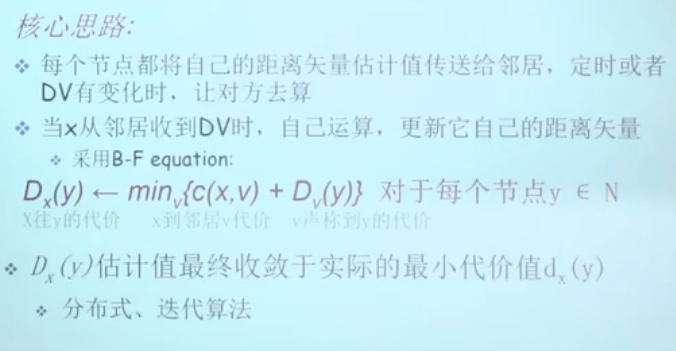 核心思路:
❖ 每个节点都将自己的距离矢量估计值传送给邻居，定时或者
DV有变化时，让对方去算
❖ 当x从邻居收到DV时，自己运算，更新它自己的距离矢量
❖ 采用B-F equation:
Dₓ(y) ← minᵥ{c(x,v) + Dᵥ(y)} 对于每个节点y ∈ N
X往y的代价 x到邻居v代价 v声称到y的代价
❖ Dₓ(y)估计值最终收敛于实际的最小代价值dₓ(y)
❖ 分布式、迭代算法